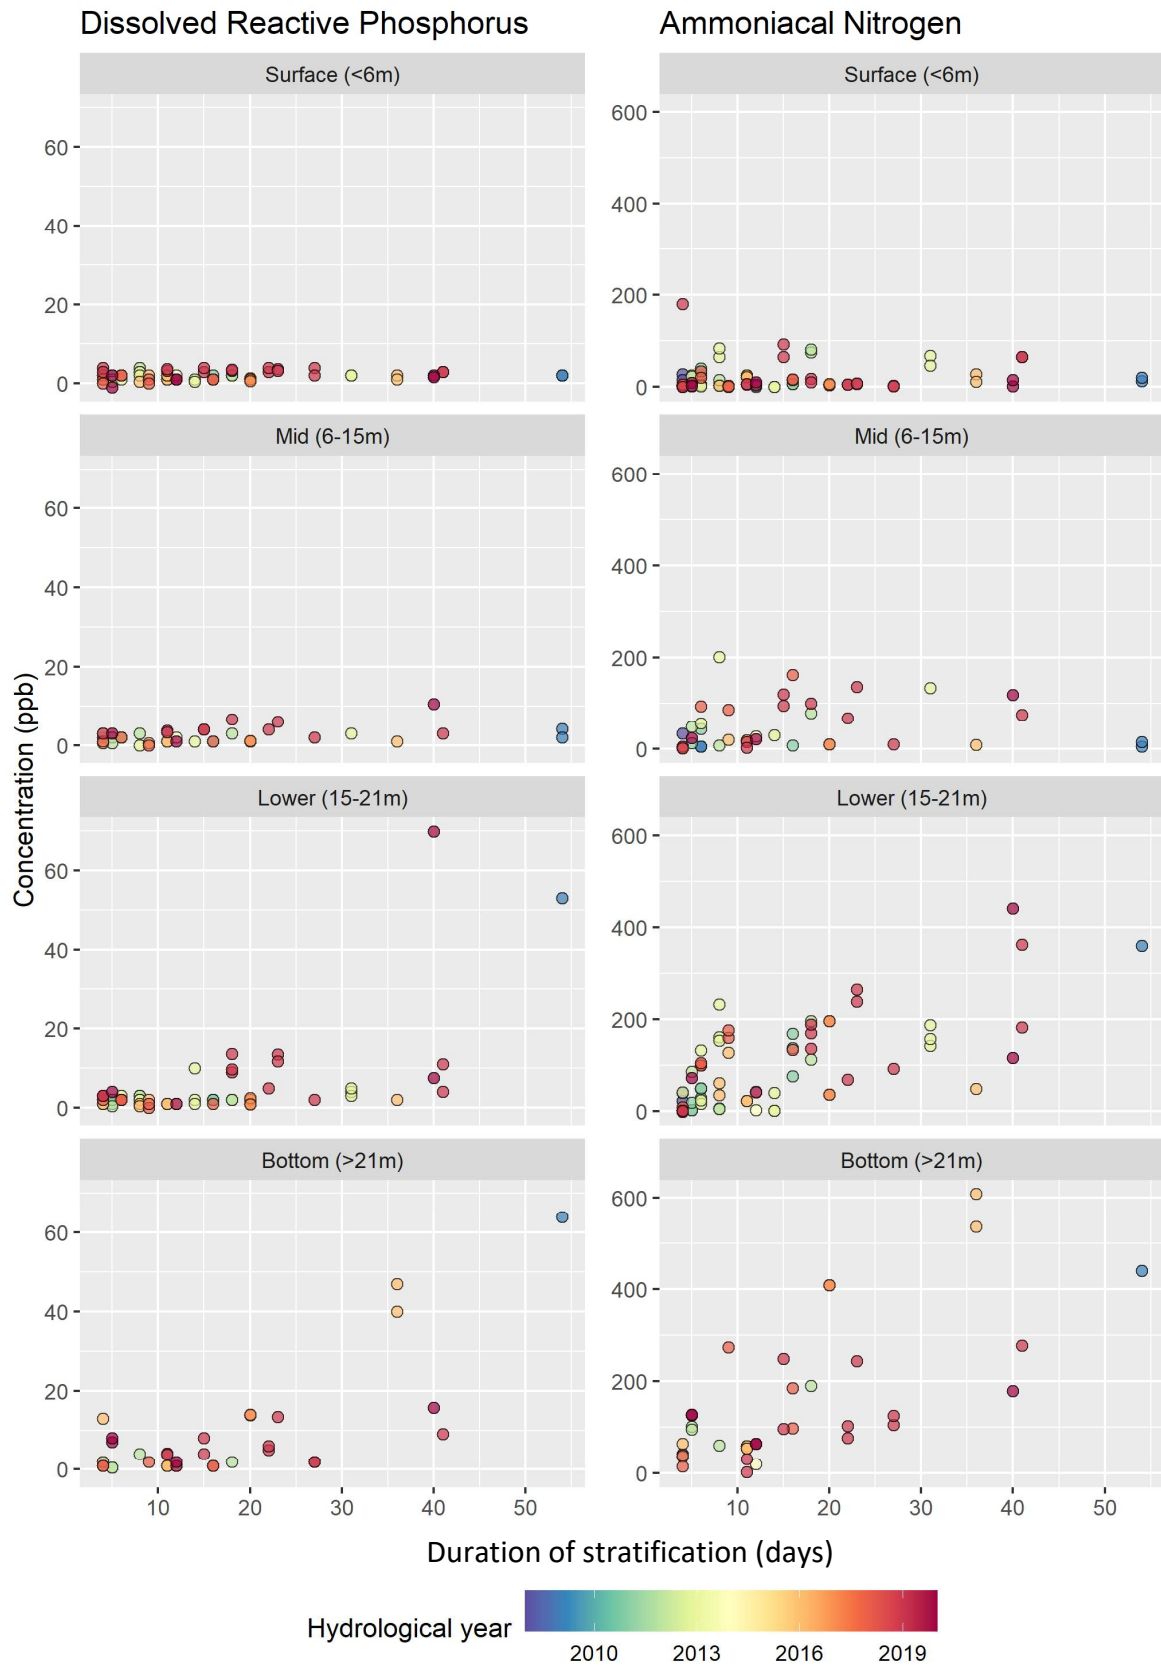 Dissolved Reactive Phosphorus
Ammoniacal Nitrogen
Surface (<6m)
Surface (<6m)
60
40
20
0
600
400
200
0
Mid (6-15m)
Mid (6-15m)
60
40
20
0
600
400
200
0
Concentration (ppb)
Lower (15-21m)
Lower (15-21m)
60
40
20
0
600
400
200
0
Bottom (>21m)
Bottom (>21m)
60
40
20
0
600
400
200
0
10 20 30 40 50
10 20 30 40 50
Duration of stratification (days)
Hydrological year
2010 2013 2016 2019